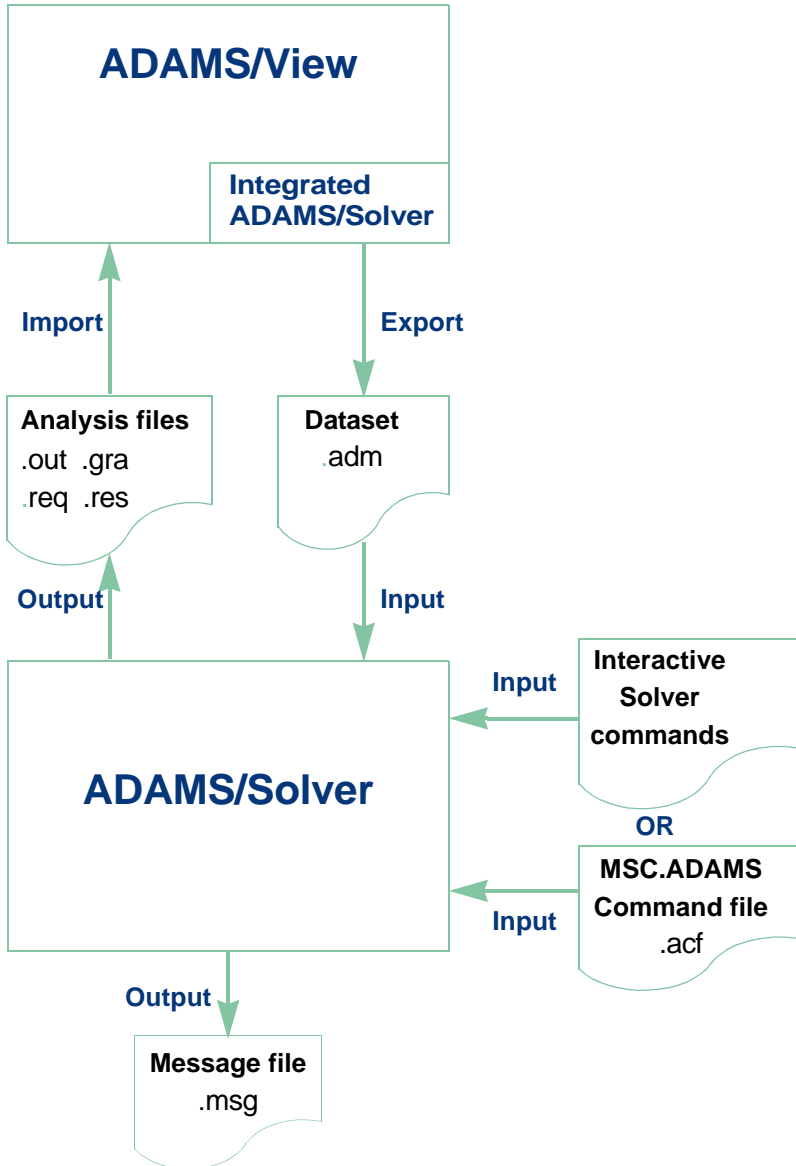 ADAMS/View
Integrated
ADAMS/Solver
Import
Export
Analysis files
.out .gra
.req .res
Dataset
.adm
Output
Input
Interactive
Solver
commands
Input
ADAMS/Solver
OR
MSC.ADAMS
Command file
.acf
Input
Output
Message file
.msg